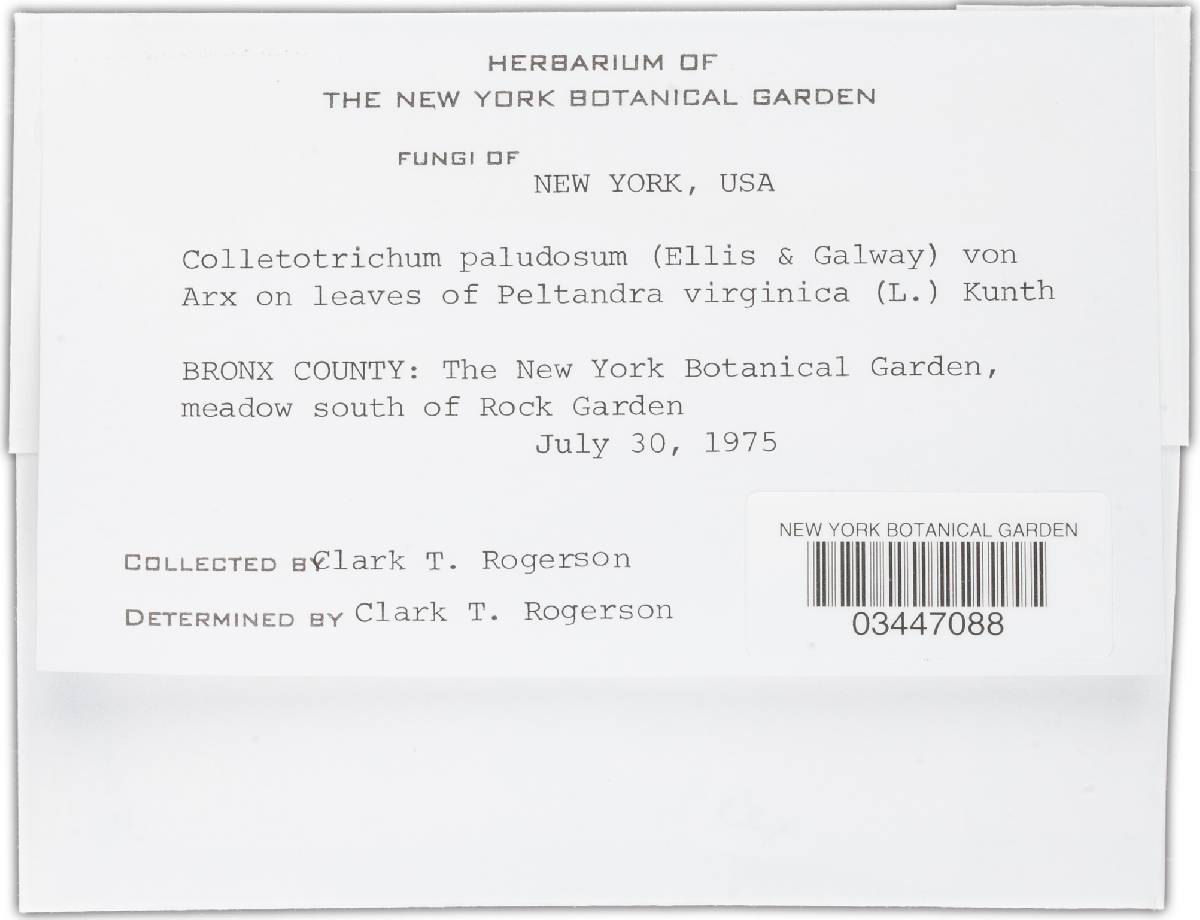 HERBARIUM OF
THE NEW YORK BOTANICAL GARDEN
FUNGI OF
NEW YORK, USA
Colletotrichum paludosum (Ellis & Galway) von
Arx on leaves of Peltandra virginica (L.) Kunth
BRONX COUNTY: The New York Botanical Garden,
meadow south of Rock Garden
July 30, 1975
COLLECTED BY Clark T. Rogerson
DETERMINED BY Clark T. Rogerson
NEW YORK BOTANICAL GARDEN
03447088